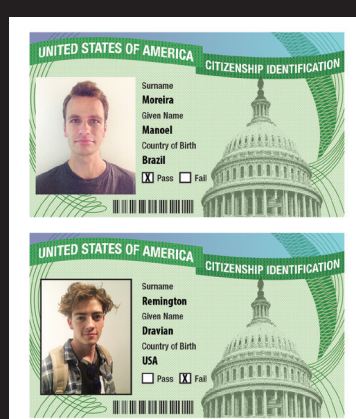 UNITED STATES OF AMERICA
CITIZENSHIP IDENTIFICATION
Surname
Moreira
Given Name
Manoel
Country of Birth
Brazil
X Pass Fail
UNITED STATES OF AMERICA
CITIZENSHIP IDENTIFICATION
Surname
Remington
Given Name
Dravian
Country of Birth
USA
Pass X Fail